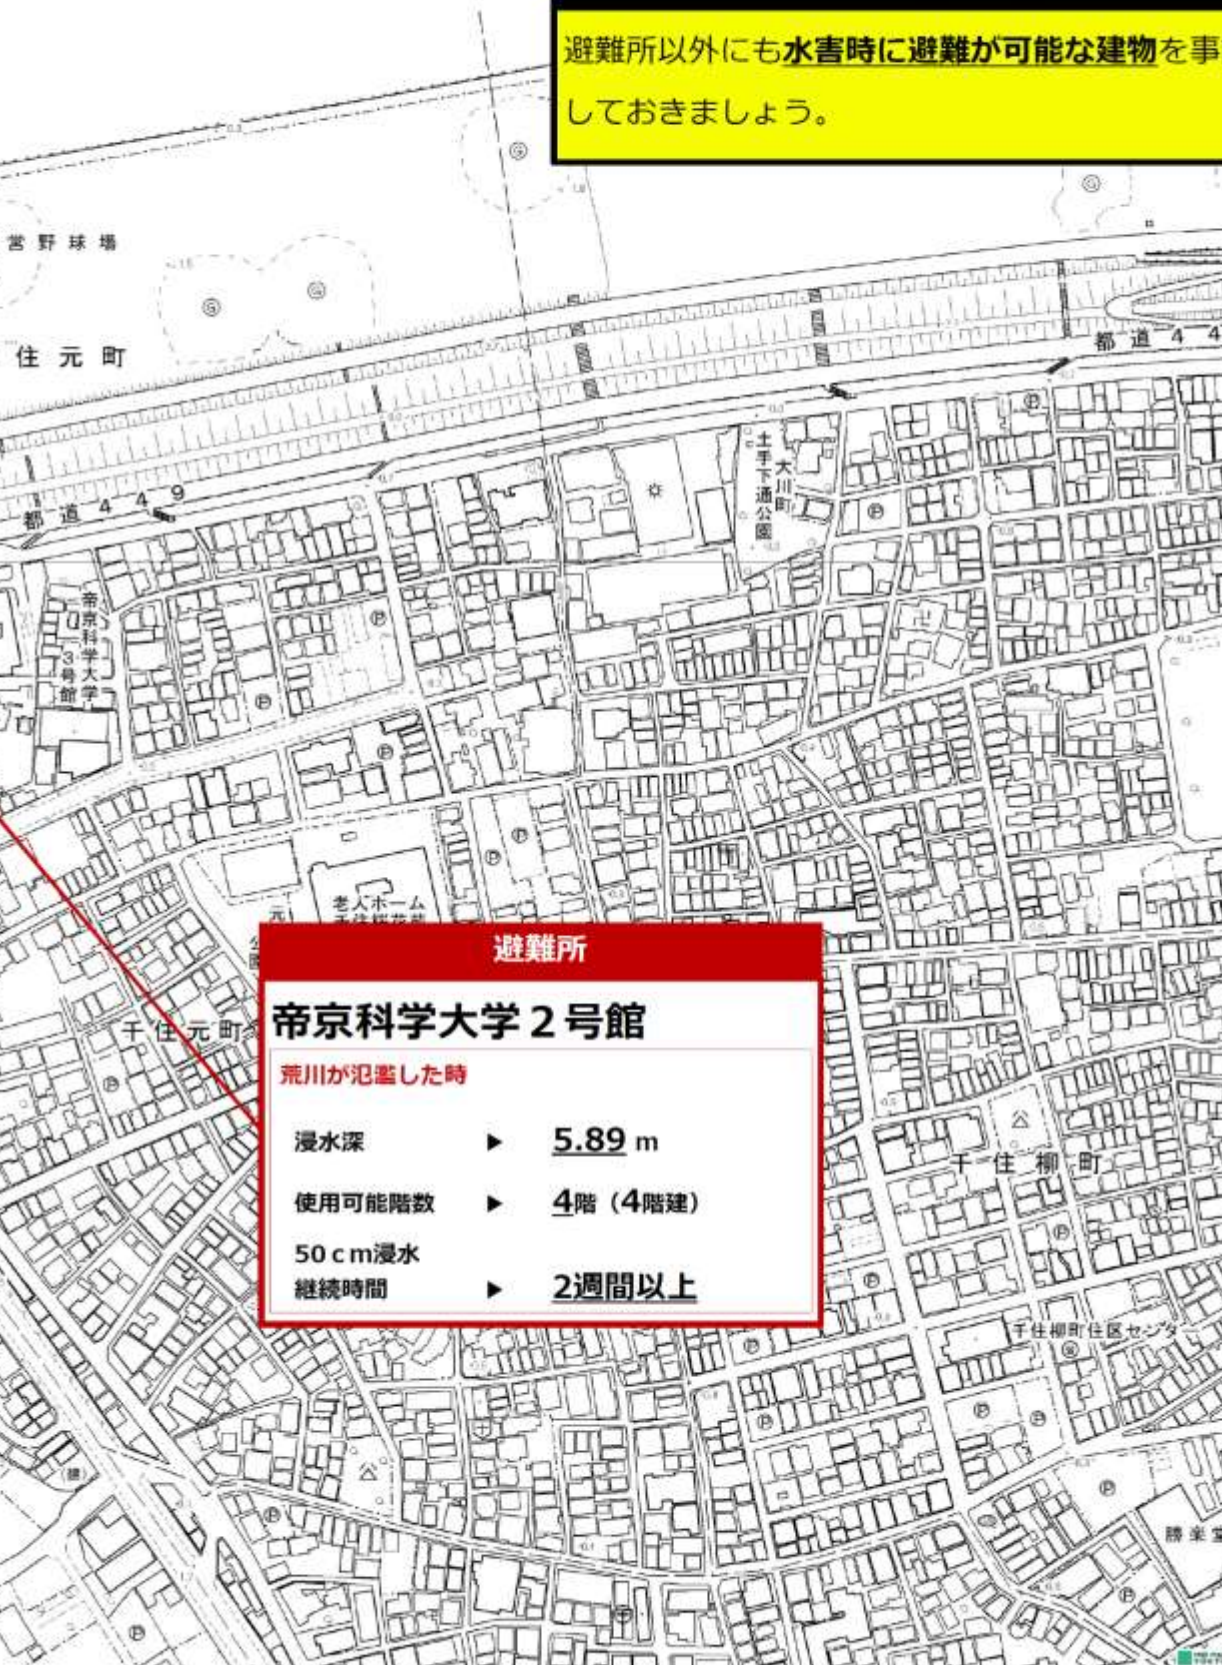 避難所以外にも水害時に避難が可能な建物を事
しておきましょう。
営野球場
住元町
都道44
都道449
大川町
土手下通公園
帝京科学大学
3号館
老人ホーム
元
公園
千住元町
避難所
帝京科学大学2号館
荒川が氾濫した時
浸水深 ▶ 5.89 m
使用可能階数 ▶ 4階（4階建）
50cm浸水
継続時間 ▶ 2週間以上
千住柳町
千住柳町住区センター
勝楽堂